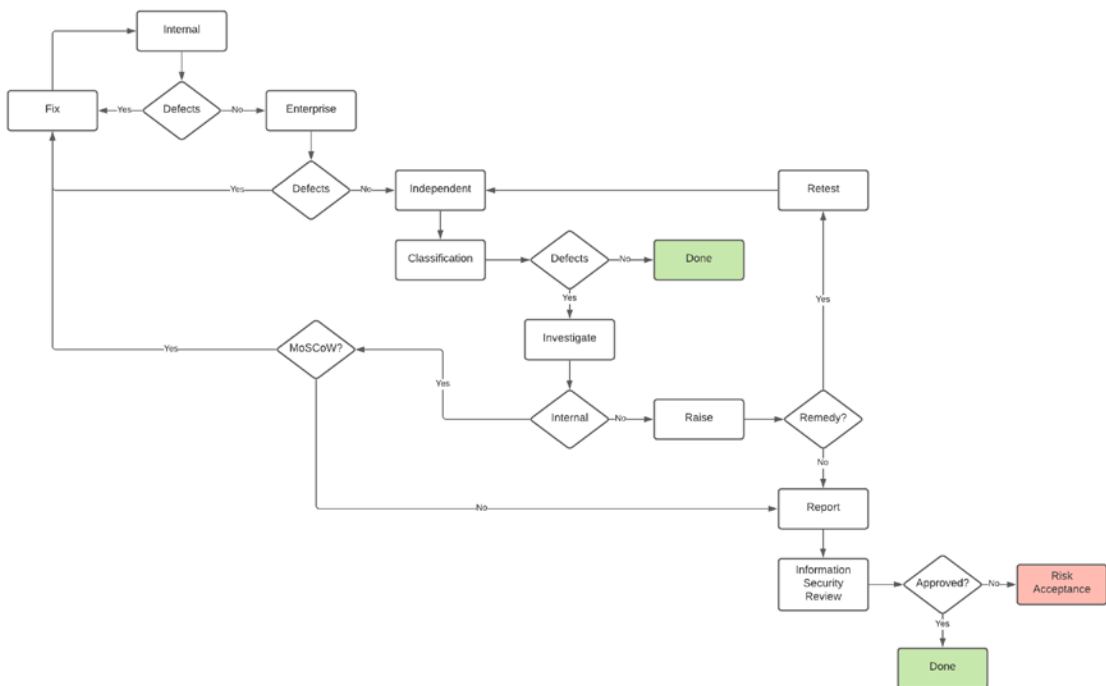 Internal
Fix
Yes
Defects
No
Enterprise
Yes
Defects
No
Independent
Retest
Classification
Defects
No
Done
Yes
Yes
Investigate
Yes
MoSCoW?
Yes
Internal
No
Raise
Remedy?
No
No
Report
Information
Security
Review
Approved?
No
Risk
Acceptance
Yes
Done